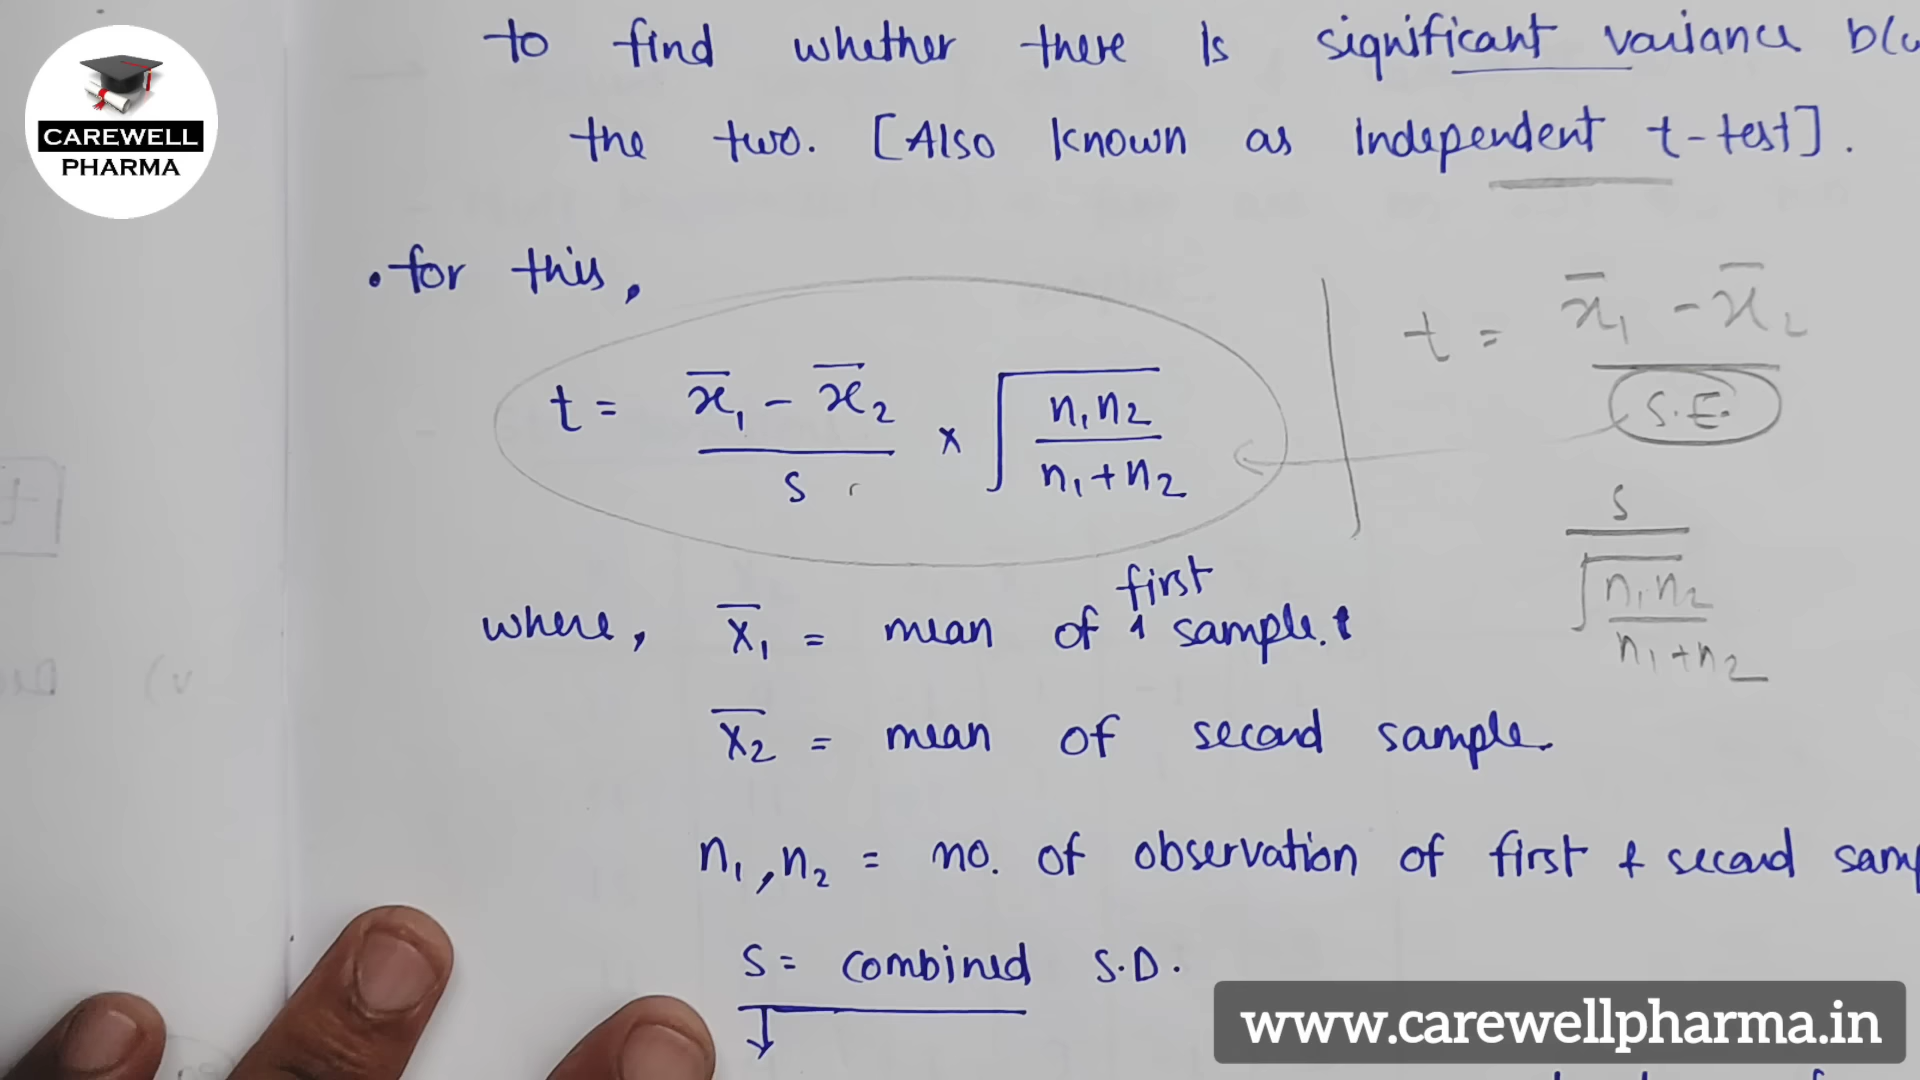 CAREWELL
PHARMA
to find whether there is significant variance
the two. [Also known as Independent t-test].
• for this,
t = x̄₁ - x̄₂ / s × √(n₁n₂ / n₁+n₂)
t = x̄₁ - x̄₂ / S.E.
s / √(n₁n₂ / n₁+n₂)
where, x̄₁ = mean of first sample.
x̄₂ = mean of second sample.
n₁, n₂ = no. of observation of first & second
s = combined S.D.
www.carewellpharma.in